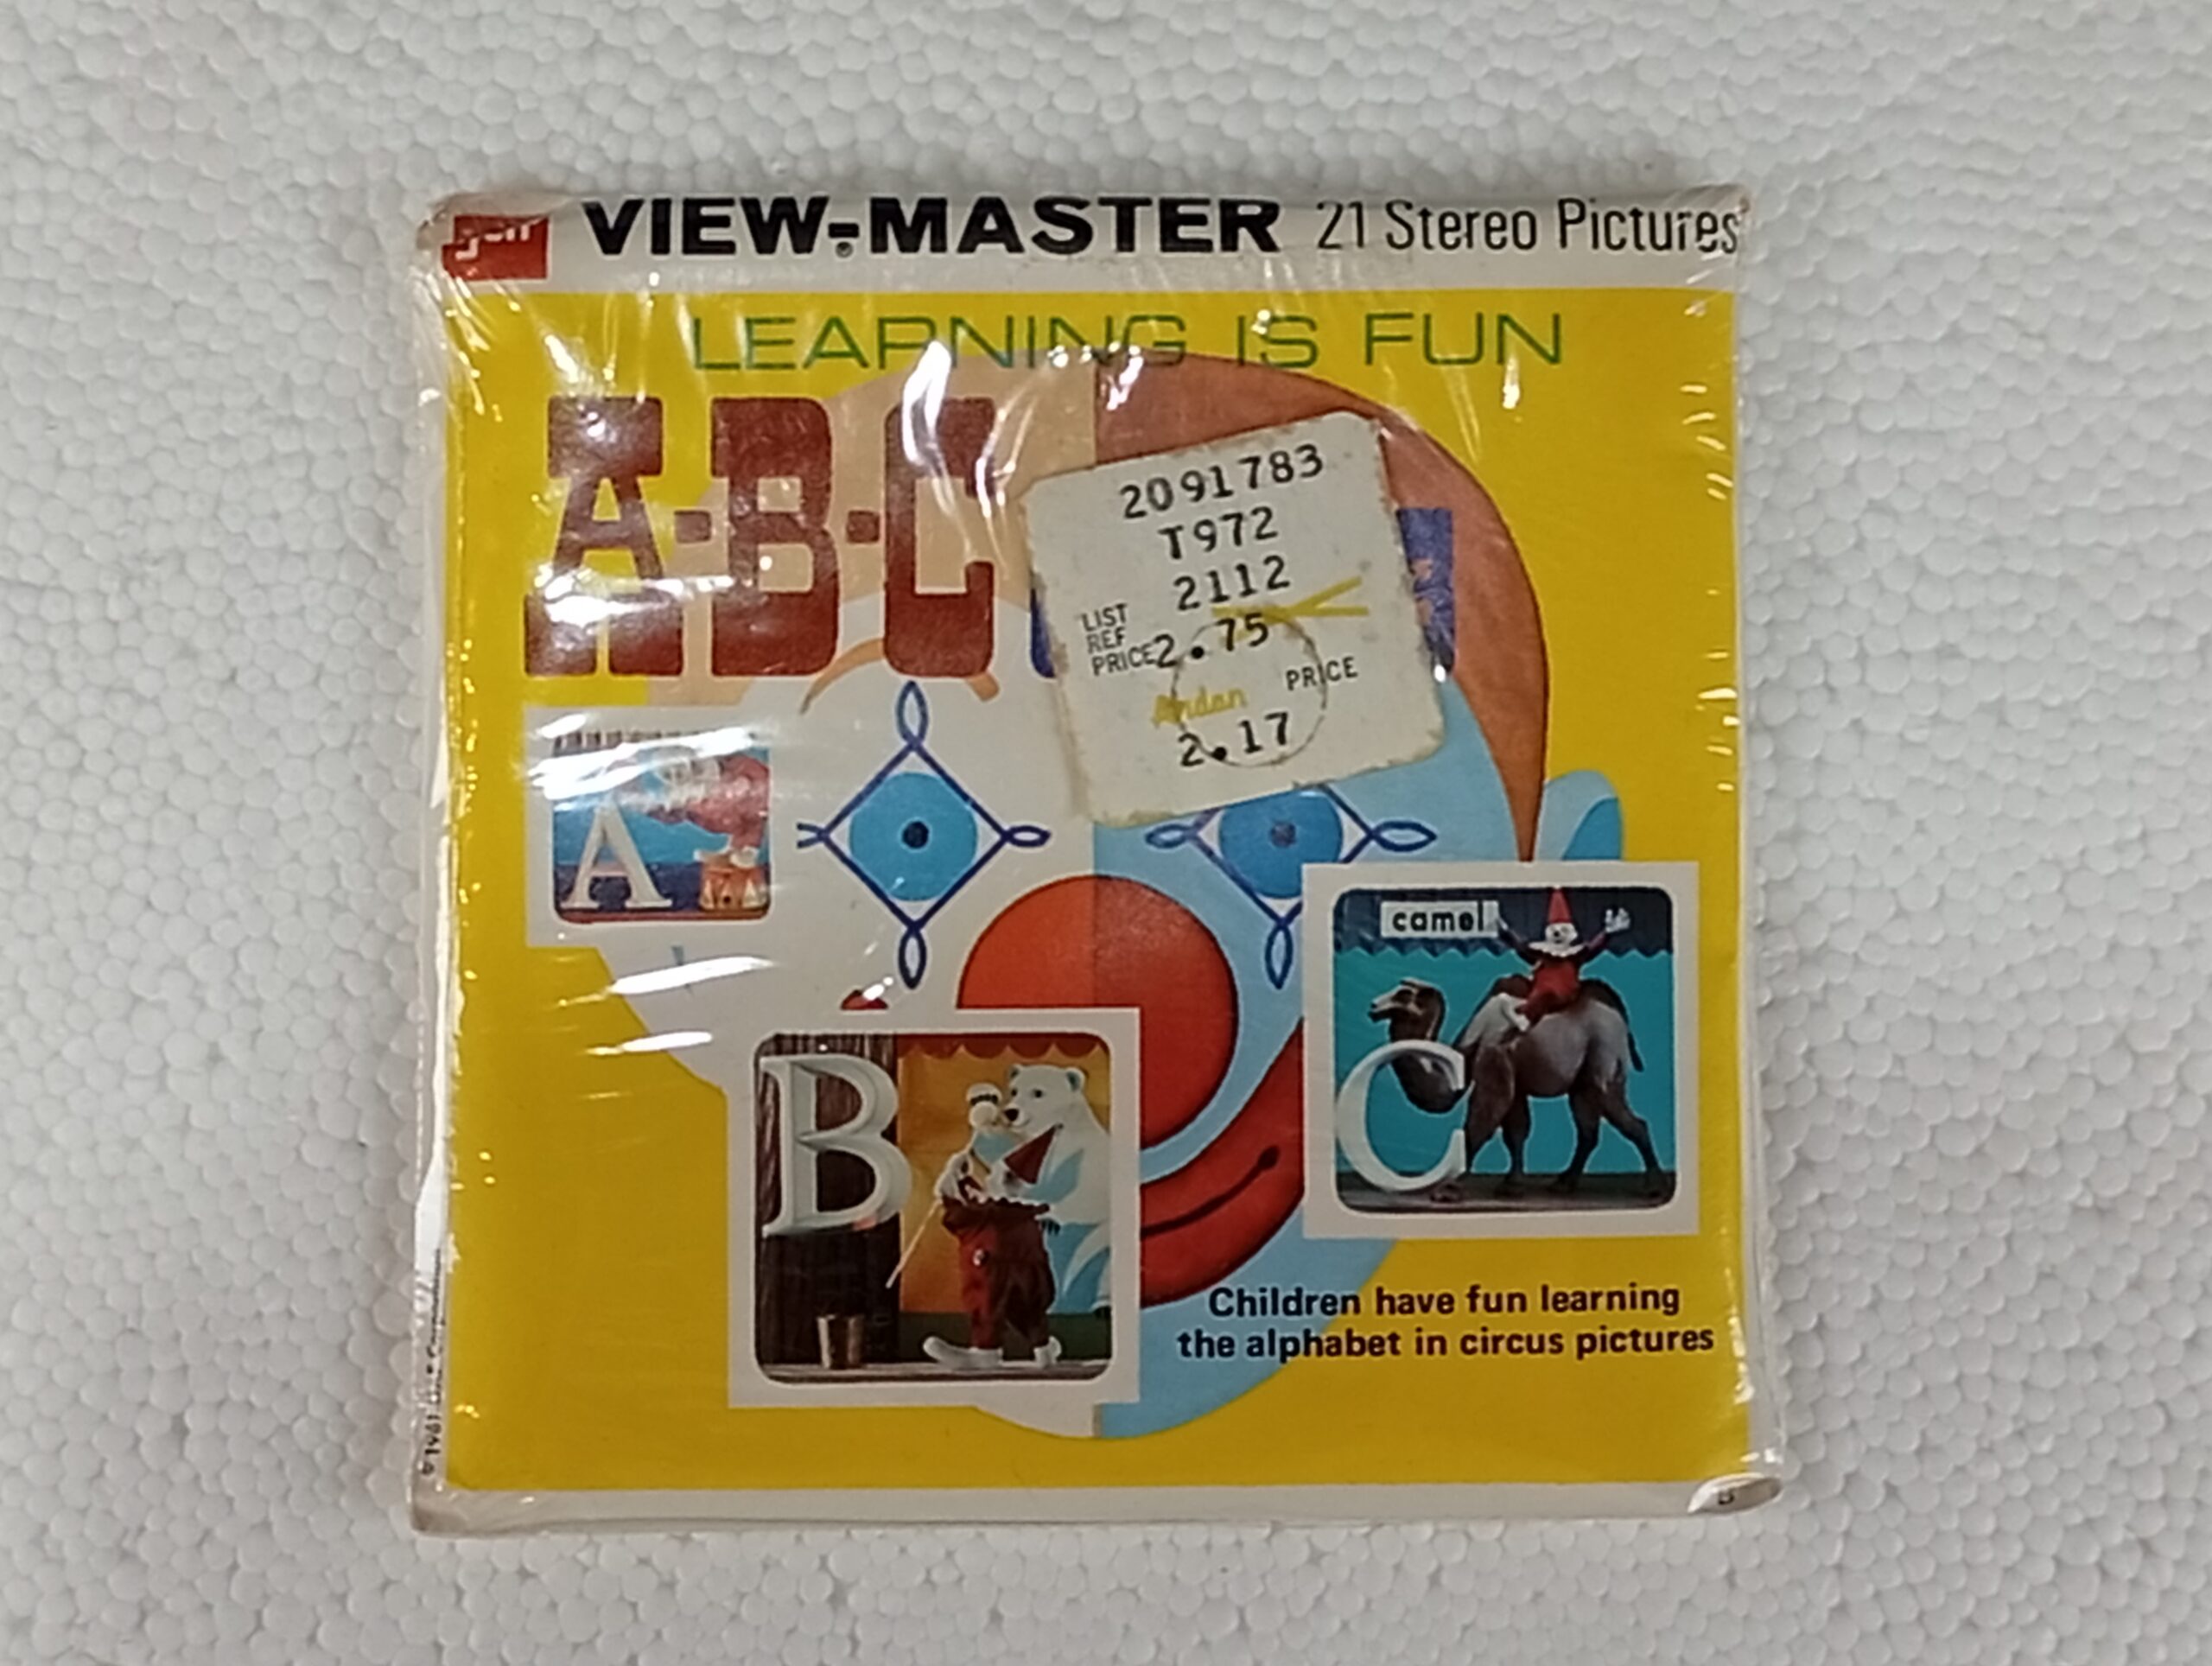 gaf
VIEW-MASTER® 21 Stereo Pictures
LEARNING IS FUN
A·B·C
2091783
T972
2112
LIST
REF
PRICE 2.75
PRICE
2.17
A
camel
C
B
Children have fun learning
the alphabet in circus pictures